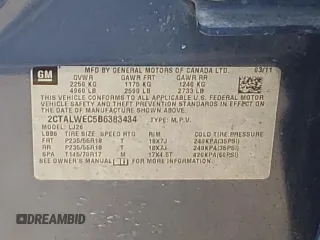 GM
MFD BY GENERAL MOTORS OF CANADA LTD.
03/11
GVWR GAWR FRT GAWR RR
2250 KG 1175 KG 1240 KG
4960 LB 2590 LB 2733 LB
THIS VEHICLE CONFORMS TO ALL APPLICABLE U.S. FEDERAL MOTOR
VEHICLE SAFETY AND THEFT PREVENTION STANDARDS IN EFFECT ON
THE DATE OF MANUFACTURE SHOWN ABOVE.
2CTALWEC5B6383434 TYPE: M.P.V.
MODEL: LJ26
TIRE SIZE SPEED RTG RIM COLD TIRE PRESSURE
FRT P235/55R18 T 18X7J 240KPA(35PSI)
RR P235/55R18 T 18X7J 240KPA(35PSI)
SPA T145/70R17 M 17X4.5T 420KPA(60PSI)
SEE OWNER'S MANUAL FOR ADDITIONAL INFORMATION.